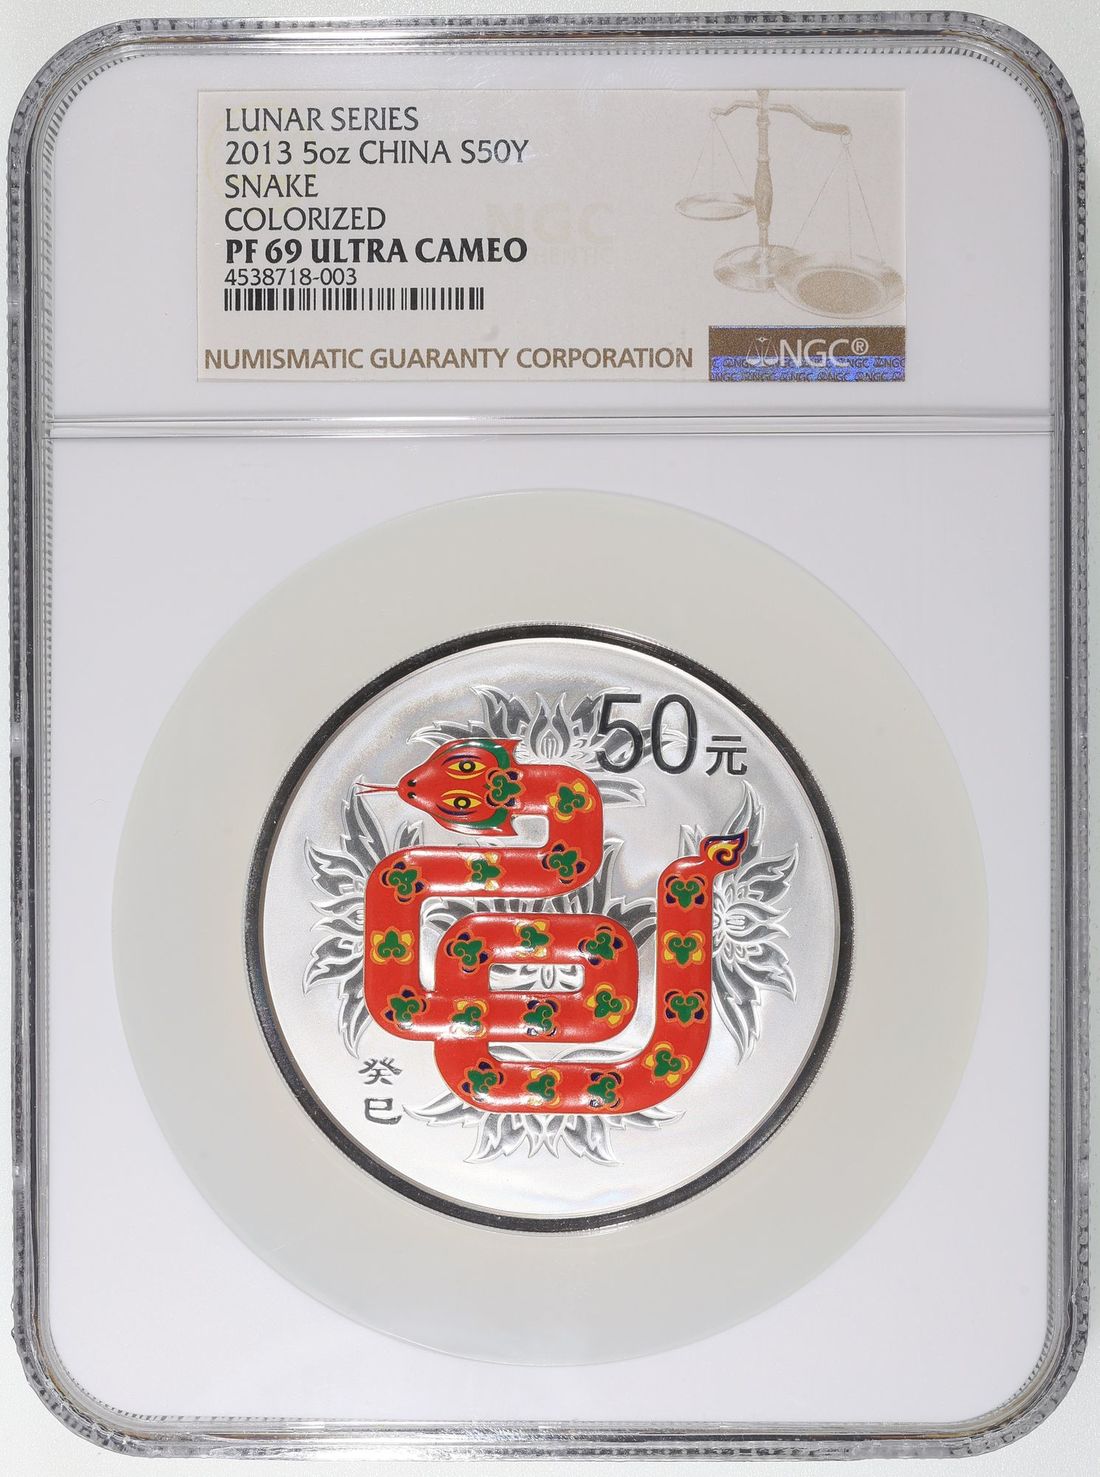 LUNAR SERIES
2013 5oz CHINA S50Y
SNAKE
COLORIZED
PF 69 ULTRA CAMEO
4538718-003
NUMISMATIC GUARANTY CORPORATION
NGC®
NGC
50元
癸
巳